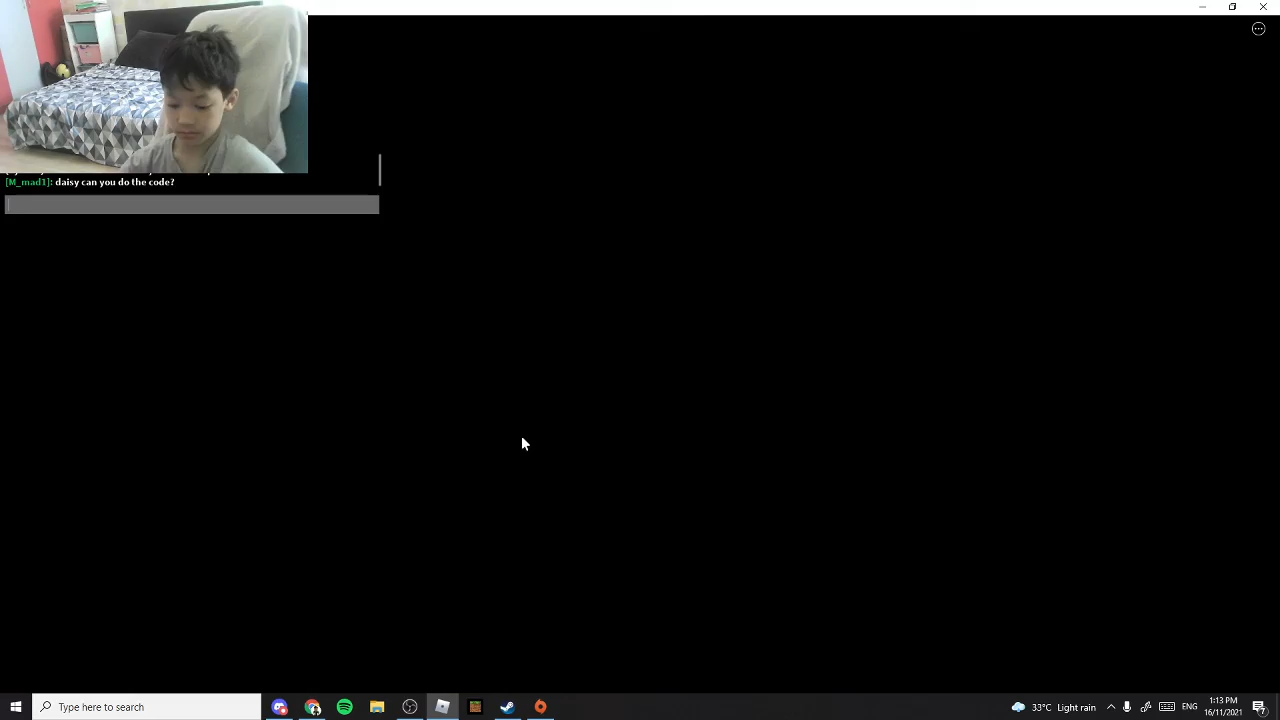 [M_mad1]: daisy can you do the code?
Type here to search
33°C Light rain
ENG
1:13 PM
16/11/2021